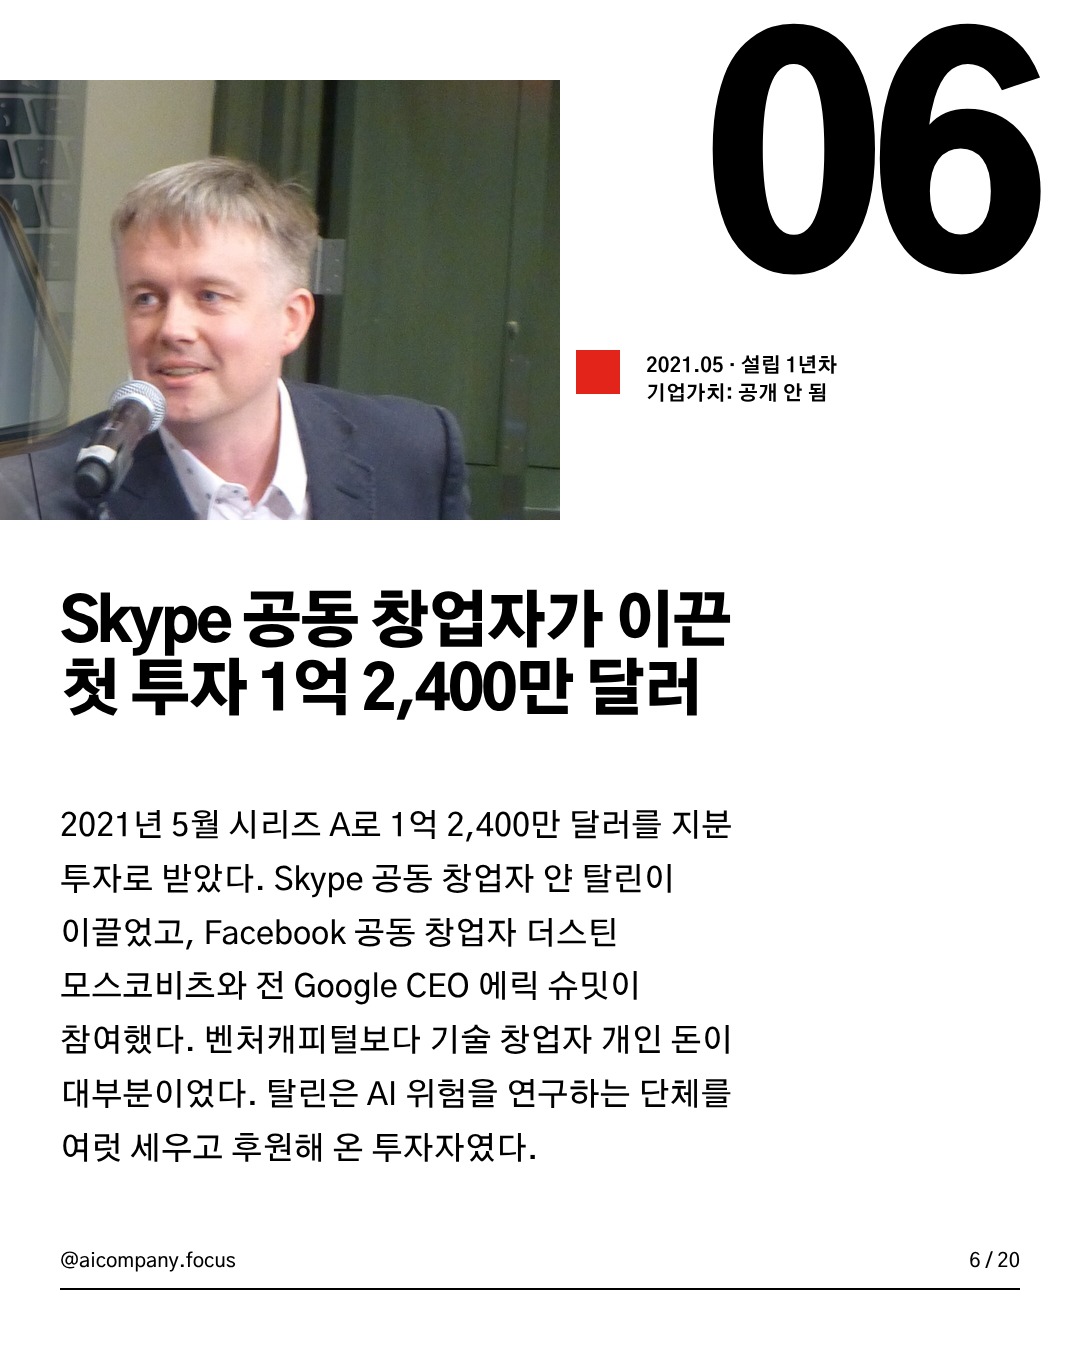 06
2021.05 · 설립 1년차
기업가치: 공개 안 됨
Skype 공동 창업자가 이끈
첫 투자 1억 2,400만 달러
2021년 5월 시리즈 A로 1억 2,400만 달러를 지분
투자로 받았다. Skype 공동 창업자 얀 탈린이
이끌었고, Facebook 공동 창업자 더스틴
모스코비츠와 전 Google CEO 에릭 슈밋이
참여했다. 벤처캐피털보다 기술 창업자 개인 돈이
대부분이었다. 탈린은 AI 위험을 연구하는 단체를
여럿 세우고 후원해 온 투자자였다.
@aicompany.focus
6 / 20